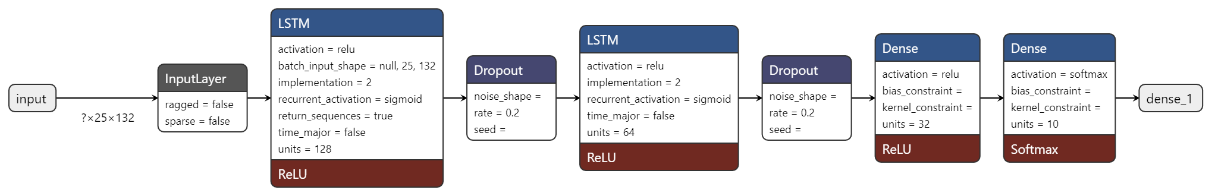 input
?×25×132
InputLayer
ragged = false
sparse = false
LSTM
activation = relu
batch_input_shape = null, 25, 132
implementation = 2
recurrent_activation = sigmoid
return_sequences = true
time_major = false
units = 128
ReLU
Dropout
noise_shape =
rate = 0.2
seed =
LSTM
activation = relu
implementation = 2
recurrent_activation = sigmoid
time_major = false
units = 64
Dropout
noise_shape =
rate = 0.2
seed =
Dense
activation = relu
bias_constraint =
kernel_constraint =
units = 32
ReLU
Dense
activation = softmax
bias_constraint =
kernel_constraint =
units = 10
Softmax
dense_1